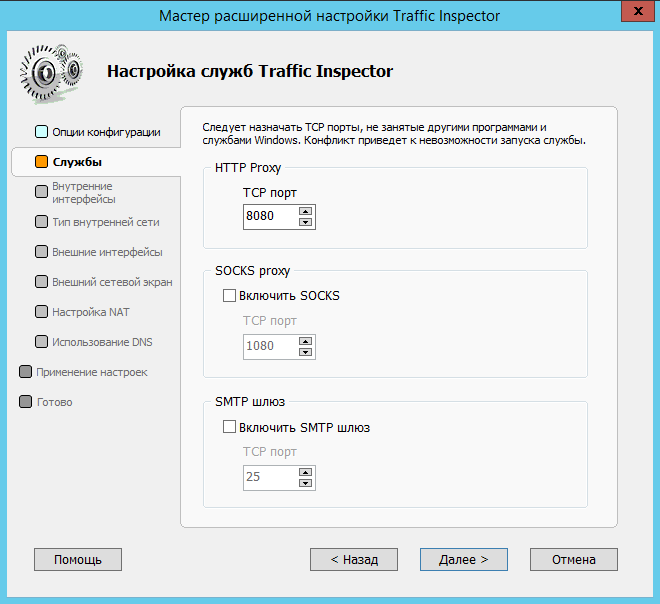 Мастер расширенной настройки Traffic Inspector
x
Настройка служб Traffic Inspector
Опции конфигурации
Службы
Внутренние
интерфейсы
Тип внутренней сети
Внешние интерфейсы
Внешний сетевой экран
Настройка NAT
Использование DNS
Применение настроек
Готово
Следует назначать TCP порты, не занятые другими программами и
службами Windows. Конфликт приведет к невозможности запуска службы.
HTTP Proxy
TCP порт
8080
SOCKS proxy
Включить SOCKS
TCP порт
1080
SMTP шлюз
Включить SMTP шлюз
TCP порт
25
Помощь
< Назад
Далее >
Отмена